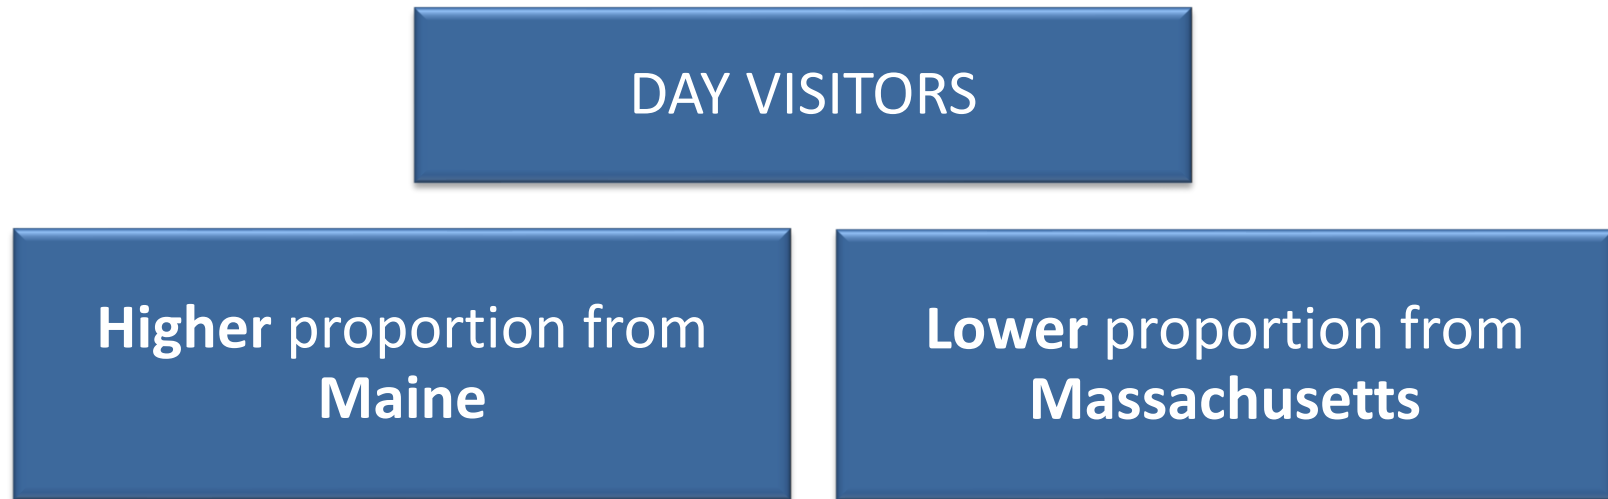 DAY VISITORS
Higher proportion from
Maine
Lower proportion from
Massachusetts